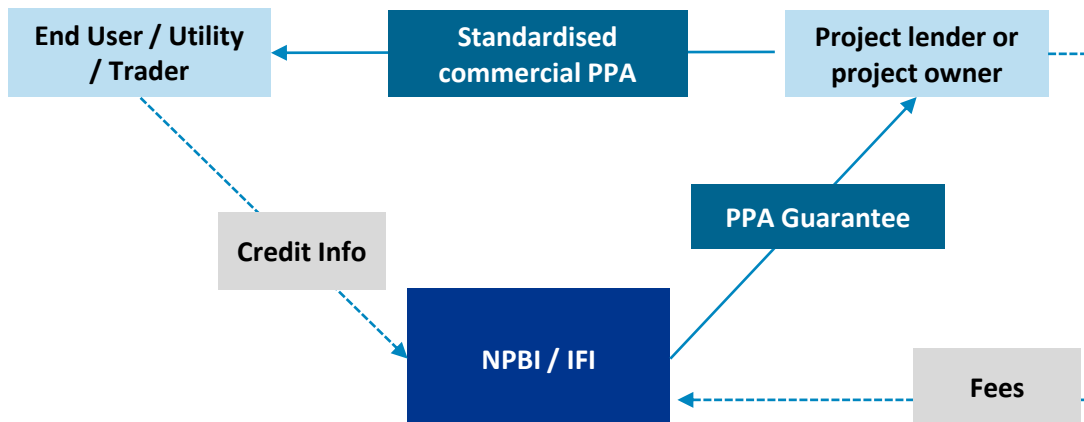 End User / Utility
/ Trader
Standardised
commercial PPA
Project lender or
project owner
PPA Guarantee
Credit Info
NPBI / IFI
Fees